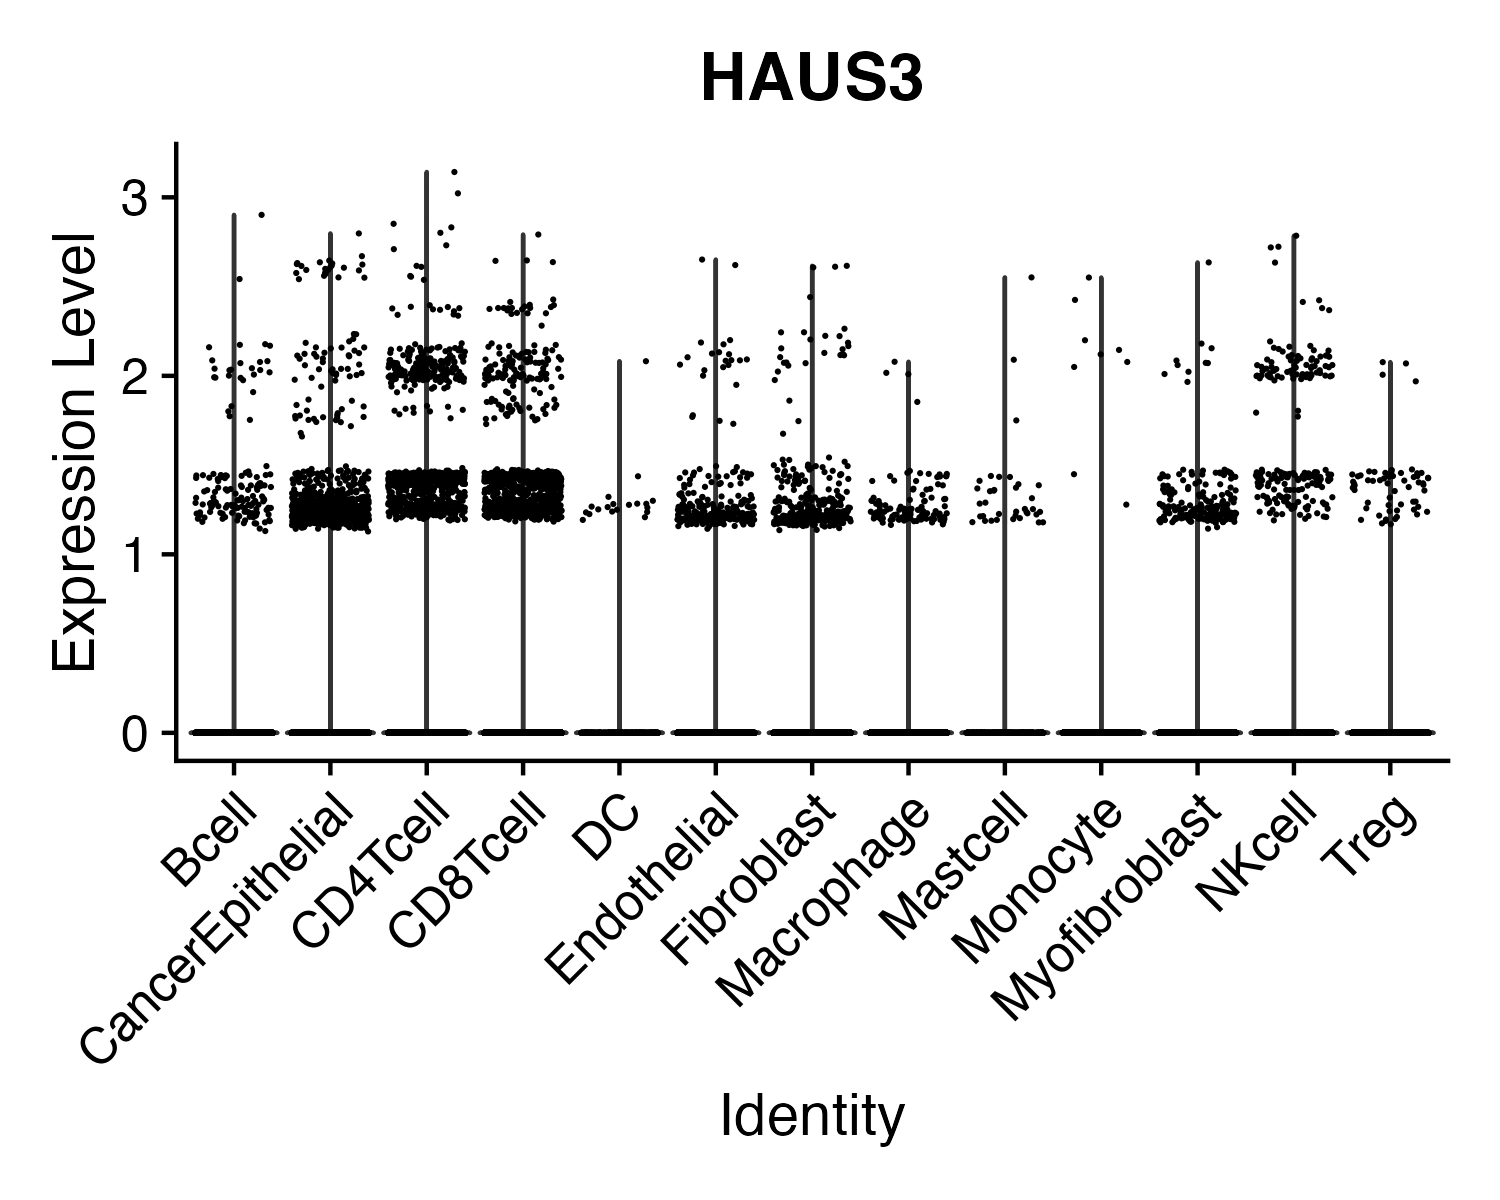 HAUS3
Expression Level
3
2
1
0
Bcell
CancerEpithelial
CD4Tcell
CD8Tcell
DC
Endothelial
Fibroblast
Macrophage
Mastcell
Monocyte
Myofibroblast
NKcell
Treg
Identity